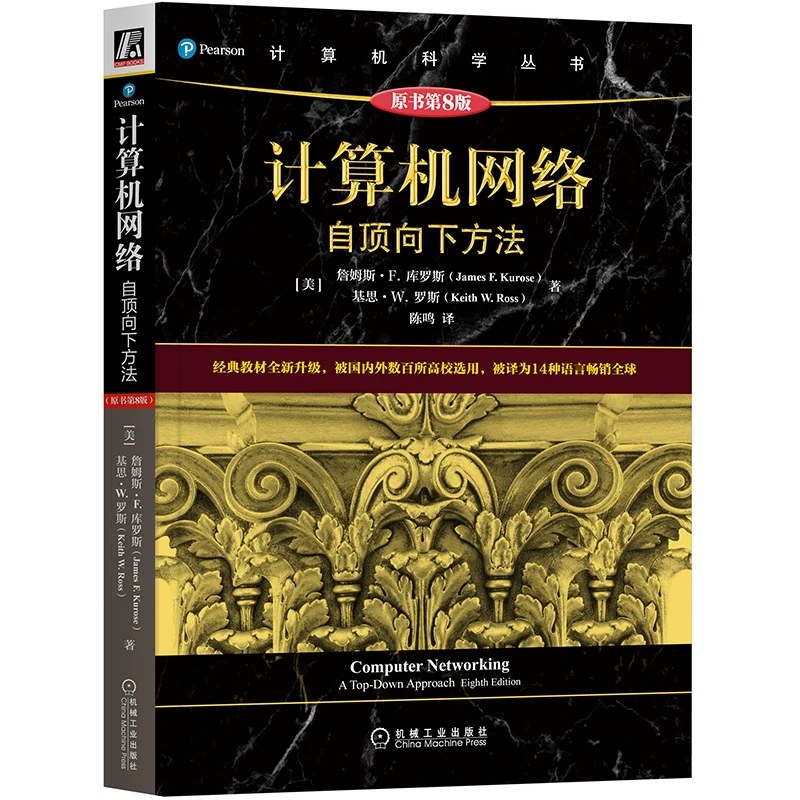 CMP BOOKS
Pearson
计算机网络
自顶向下方法
(原书第8版)
[美]
詹姆斯·F. 库罗斯(James F. Kurose)
基思·W. 罗斯(Keith W. Ross)
著
机械工业出版社
China Machine Press
Pearson
计算机科学丛书
原书第8版
计算机网络
自顶向下方法
[美] 詹姆斯·F. 库罗斯(James F. Kurose)
基思·W. 罗斯(Keith W. Ross) 著
陈鸣 译
经典教材全新升级,被国内外数百所高校选用,被译为14种语言畅销全球
Computer Networking
A Top-Down Approach Eighth Edition
机械工业出版社
China Machine Press